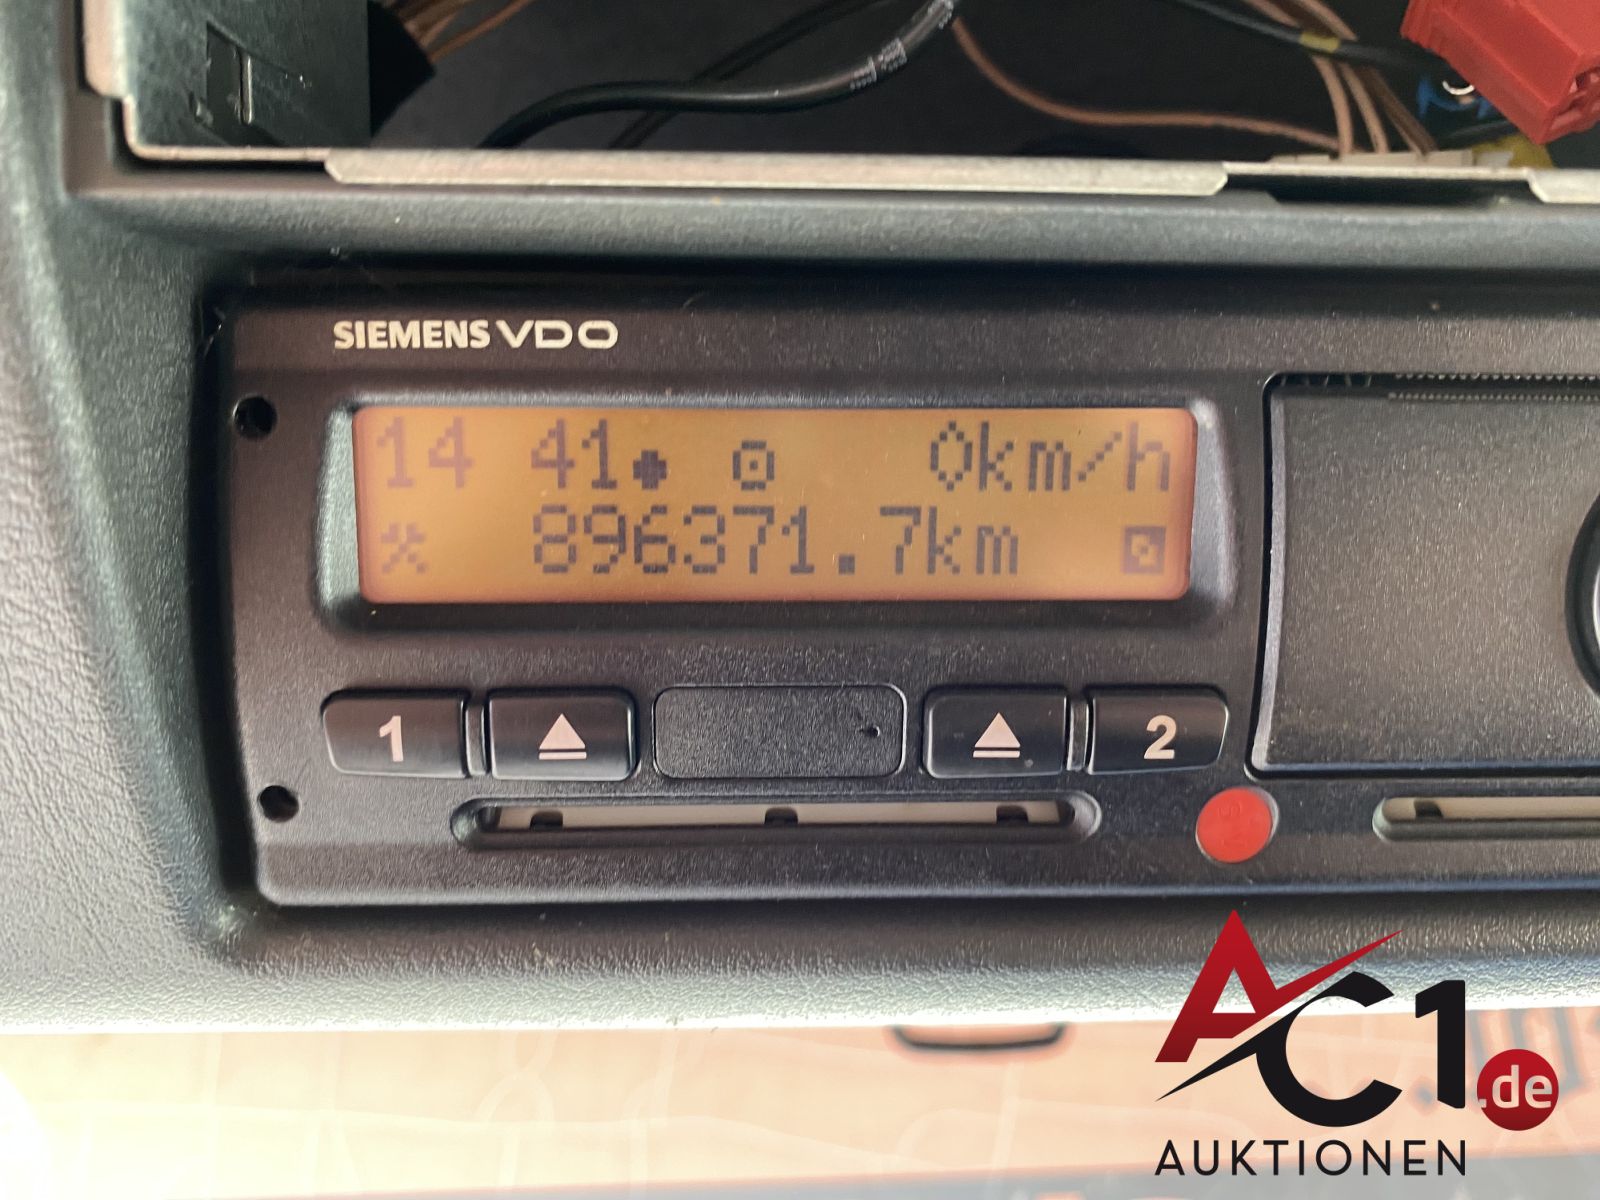 SIEMENS VDO
14 41 0km/h
896371.7km
1 2
AC1.de
AUKTIONEN